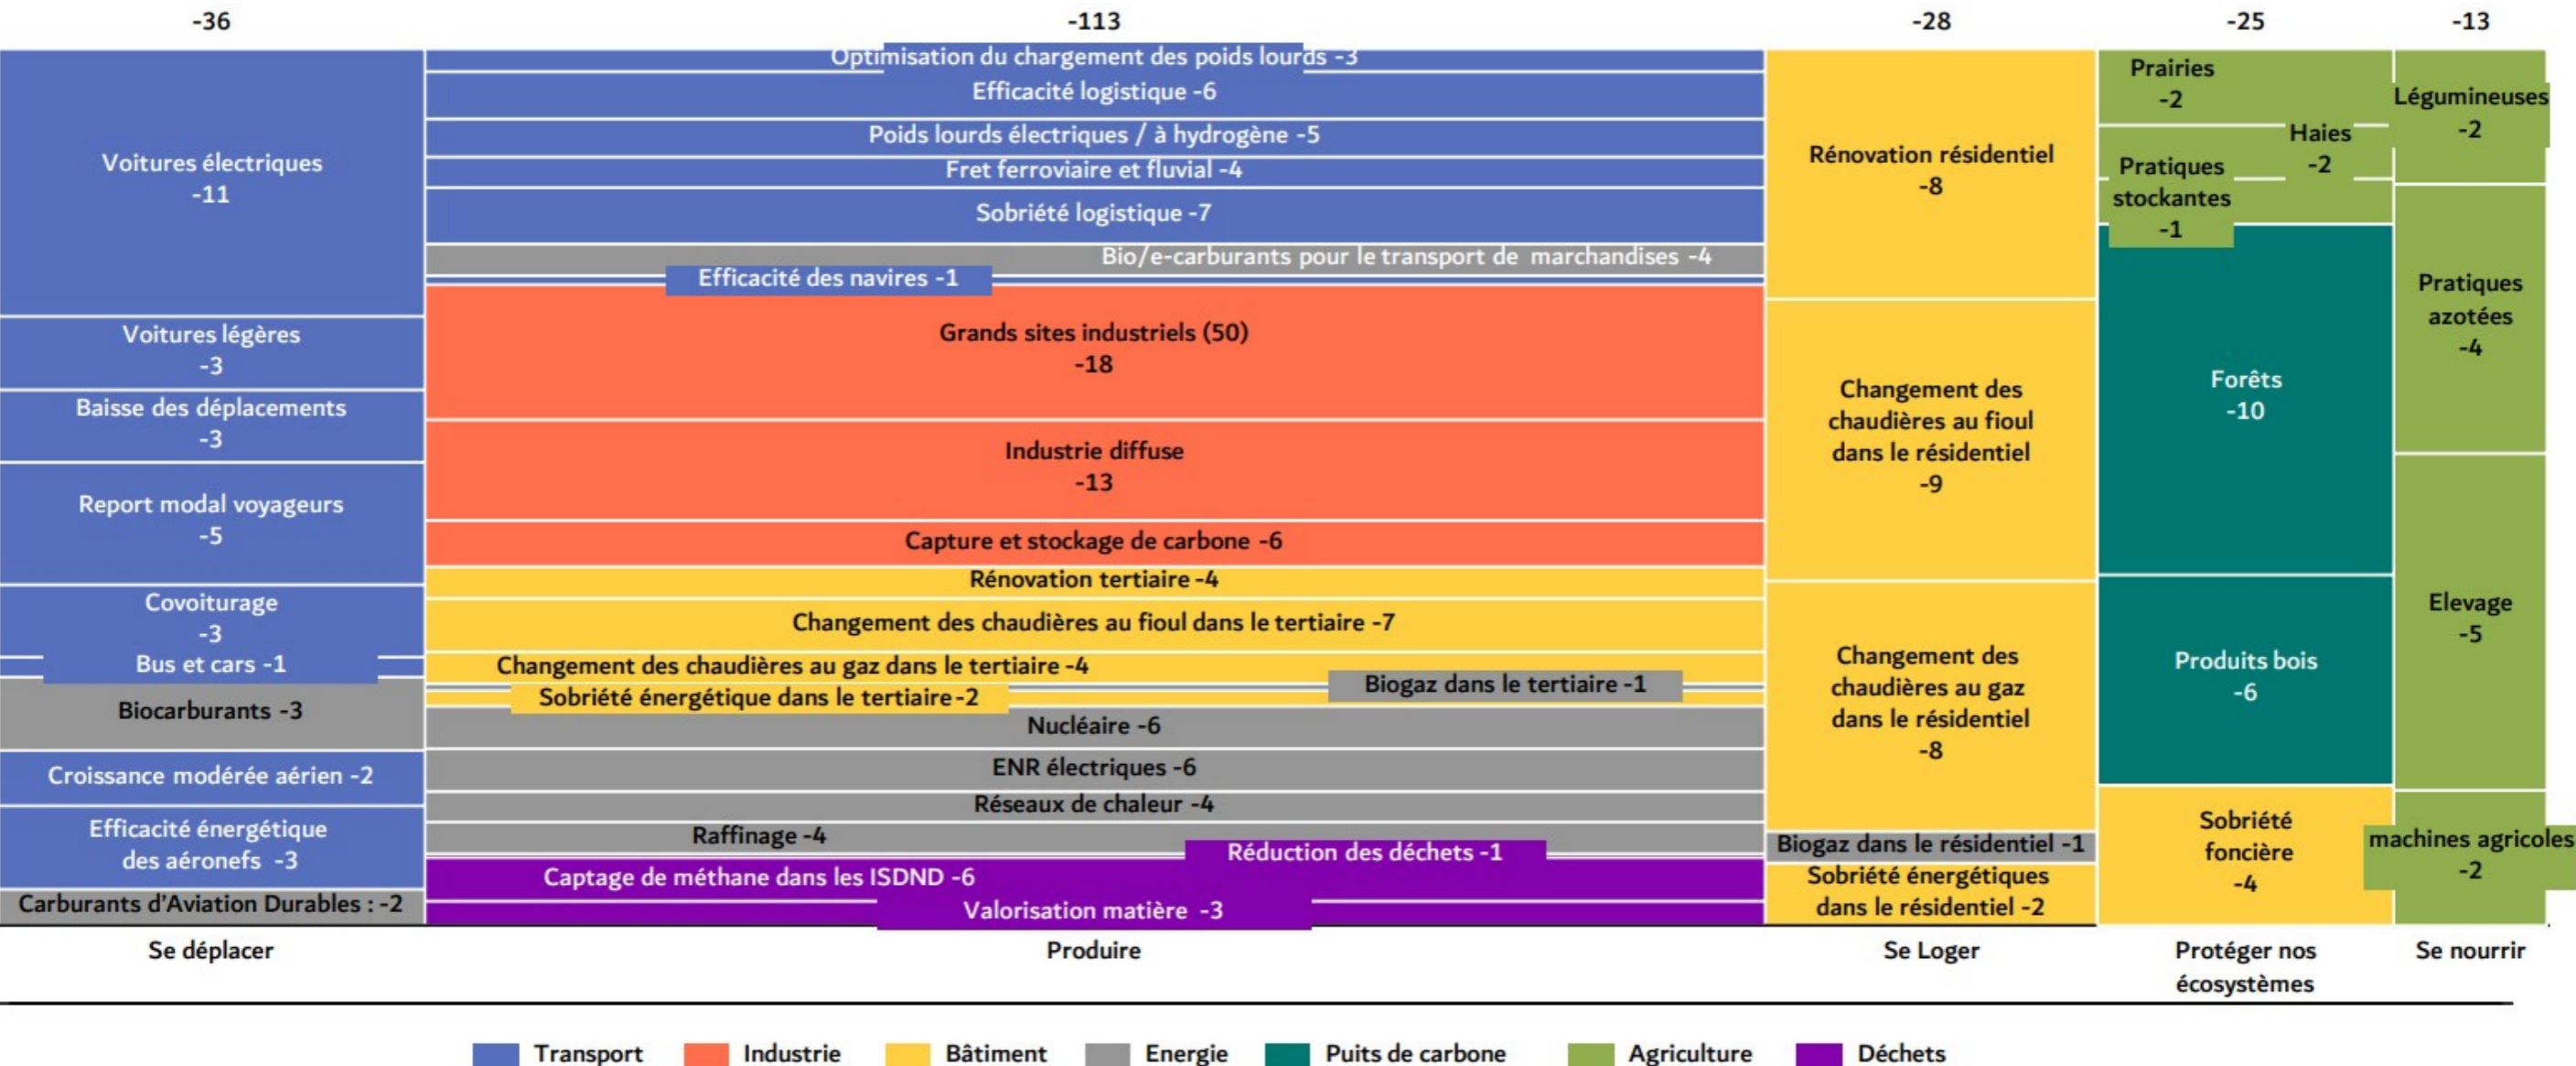 -36
-113
-28
-25
-13
Voitures électriques
-11
Voitures légères
-3
Baisse des déplacements
-3
Report modal voyageurs
-5
Covoiturage
-3
Bus et cars -1
Biocarburants -3
Croissance modérée aérien -2
Efficacité énergétique
des aéronefs -3
Carburants d'Aviation Durables : -2
Optimisation du chargement des poids lourds -3
Efficacité logistique -6
Poids lourds électriques / à hydrogène -5
Fret ferroviaire et fluvial -4
Sobriété logistique -7
Bio/e-carburants pour le transport de marchandises -4
Efficacité des navires -1
Grands sites industriels (50)
-18
Industrie diffuse
-13
Capture et stockage de carbone -6
Rénovation tertiaire -4
Changement des chaudières au fioul dans le tertiaire -7
Changement des chaudières au gaz dans le tertiaire -4
Biogaz dans le tertiaire -1
Sobriété énergétique dans le tertiaire -2
Nucléaire -6
ENR électriques -6
Réseaux de chaleur -4
Raffinage -4
Réduction des déchets -1
Captage de méthane dans les ISDND -6
Valorisation matière -3
Rénovation résidentiel
-8
Changement des
chaudières au fioul
dans le résidentiel
-9
Changement des
chaudières au gaz
dans le résidentiel
-8
Biogaz dans le résidentiel -1
Sobriété énergétiques
dans le résidentiel -2
Prairies
-2
Haies
-2
Pratiques
stockantes
-1
Forêts
-10
Produits bois
-6
Sobriété
foncière
-4
Légumineuses
-2
Pratiques
azotées
-4
Elevage
-5
machines agricoles
-2
Se déplacer
Produire
Se Loger
Protéger nos
écosystèmes
Se nourrir
Transport
Industrie
Bâtiment
Energie
Puits de carbone
Agriculture
Déchets